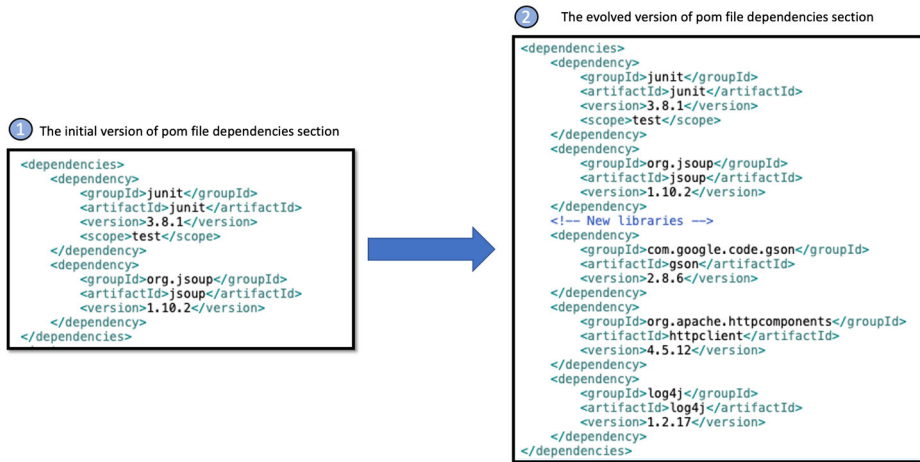 1 The initial version of pom file dependencies section
<dependencies>
<dependency>
<groupId>junit</groupId>
<artifactId>junit</artifactId>
<version>3.8.1</version>
<scope>test</scope>
</dependency>
<dependency>
<groupId>org.jsoup</groupId>
<artifactId>jsoup</artifactId>
<version>1.10.2</version>
</dependency>
</dependencies>
2 The evolved version of pom file dependencies section
<dependencies>
<dependency>
<groupId>junit</groupId>
<artifactId>junit</artifactId>
<version>3.8.1</version>
<scope>test</scope>
</dependency>
<dependency>
<groupId>org.jsoup</groupId>
<artifactId>jsoup</artifactId>
<version>1.10.2</version>
</dependency>
<!-- New libraries -->
<dependency>
<groupId>com.google.code.gson</groupId>
<artifactId>gson</artifactId>
<version>2.8.6</version>
</dependency>
<dependency>
<groupId>org.apache.httpcomponents</groupId>
<artifactId>httpclient</artifactId>
<version>4.5.12</version>
</dependency>
<dependency>
<groupId>log4j</groupId>
<artifactId>log4j</artifactId>
<version>1.2.17</version>
</dependency>
</dependencies>